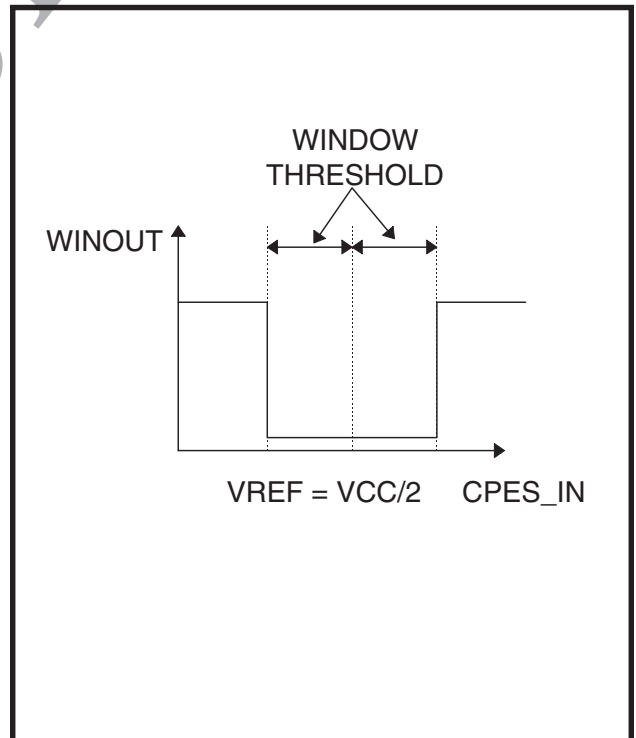 WINDOW
THRESHOLD
WINOUT
VREF = VCC/2
CPES_IN